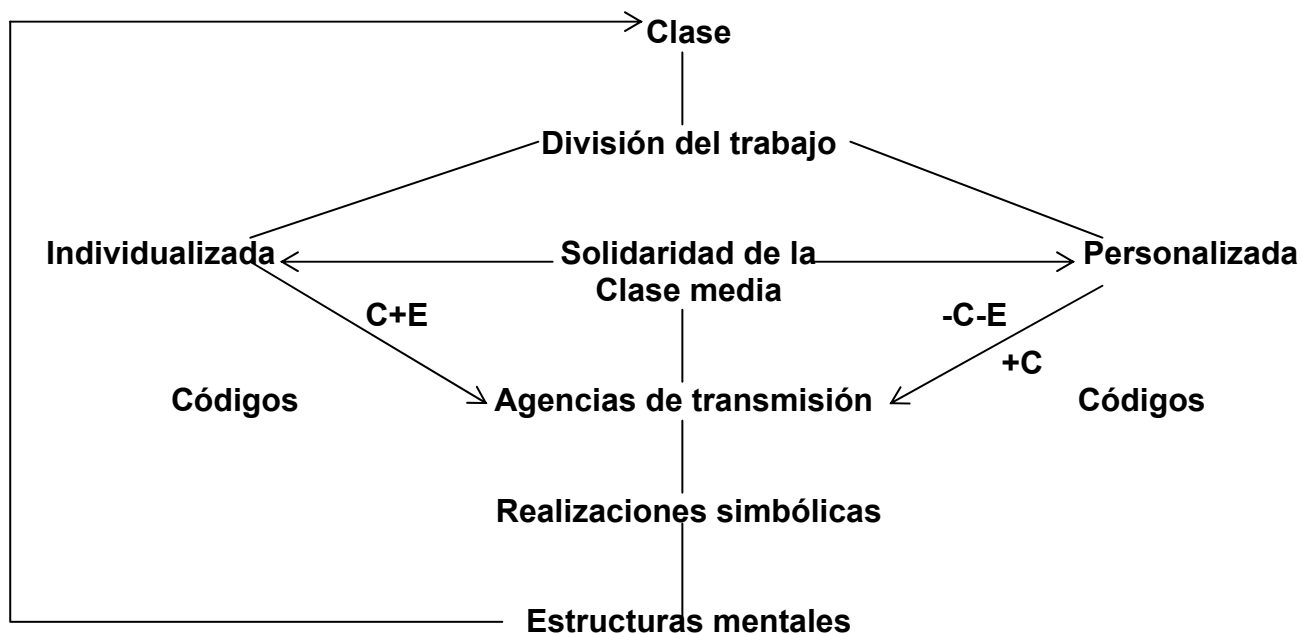 Clase
División del trabajo
Individualizada
Solidaridad de la
Clase media
Personalizada
C+E
-C-E
+C
Códigos
Agencias de transmisión
Códigos
Realizaciones simbólicas
Estructuras mentales